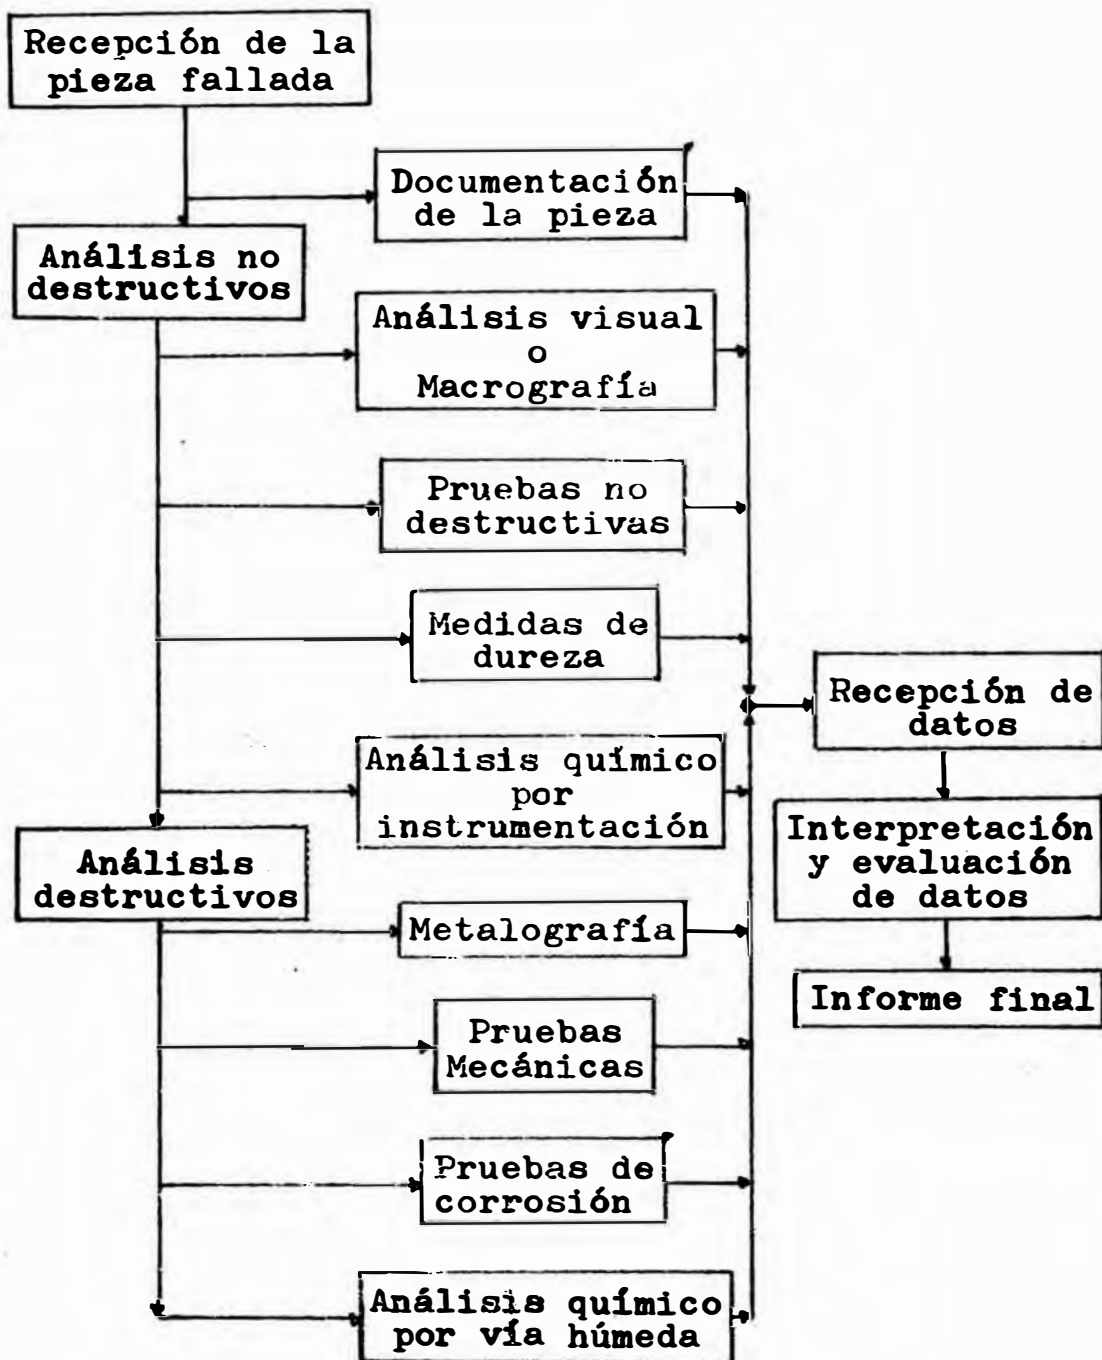 Recepción de la
pieza fallada
Documentación
de la pieza
Análisis no
destructivos
Análisis visual
o
Macrografía
Pruebas no
destructivas
Medidas de
dureza
Análisis químico
por
instrumentación
Análisis
destructivos
Metalografía
Pruebas
Mecánicas
Pruebas de
corrosión
Análisis químico
por vía húmeda
Recepción de
datos
Interpretación
y evaluación
de datos
Informe final